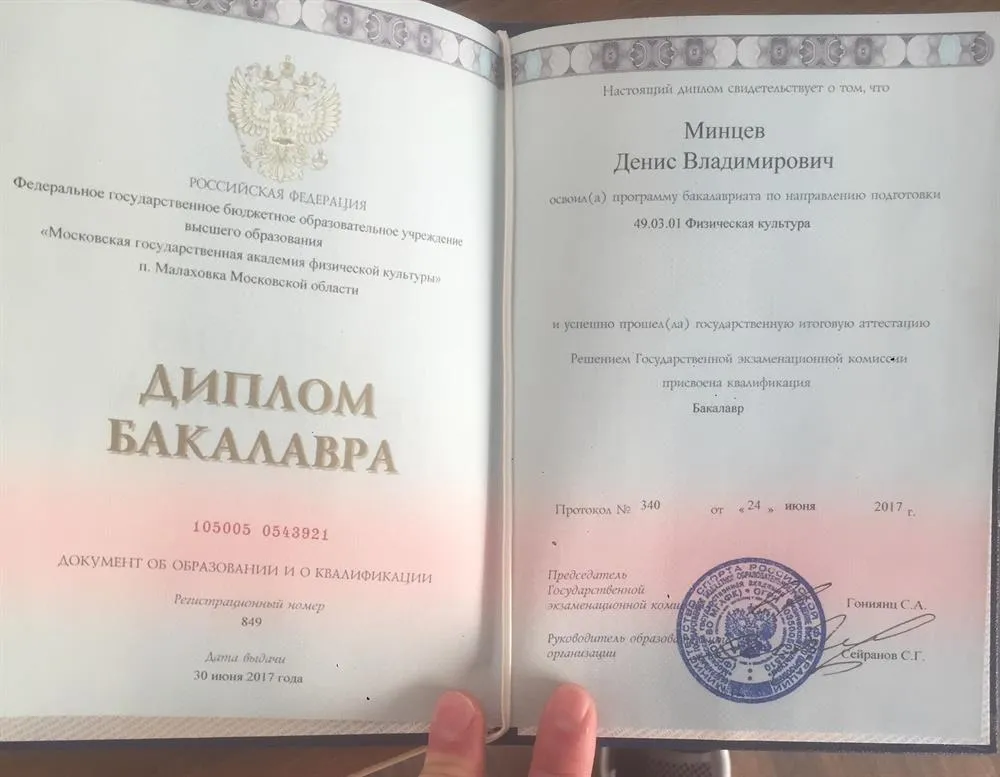 РОССИЙСКАЯ ФЕДЕРАЦИЯ
Федеральное государственное бюджетное образовательное учреждение
высшего образования
«Московская государственная академия физической культуры»
п. Малаховка Московской области
ДИПЛОМ
БАКАЛАВРА
105005 0543921
ДОКУМЕНТ ОБ ОБРАЗОВАНИИ И О КВАЛИФИКАЦИИ
Регистрационный номер
849
Дата выдачи
30 июня 2017 года
Настоящий диплом свидетельствует о том, что
Минцев
Денис Владимирович
освоил(а) программу бакалавриата по направлению подготовки
49.03.01 Физическая культура
и успешно прошел(ла) государственную итоговую аттестацию
Решением Государственной экзаменационной комиссии
присвоена квалификация
Бакалавр
Протокол № 340 от « 24 » июня 2017 г.
Председатель
Государственной
экзаменационной
Гониянц С.А.
Руководитель
организации
Сейранов С.Г.